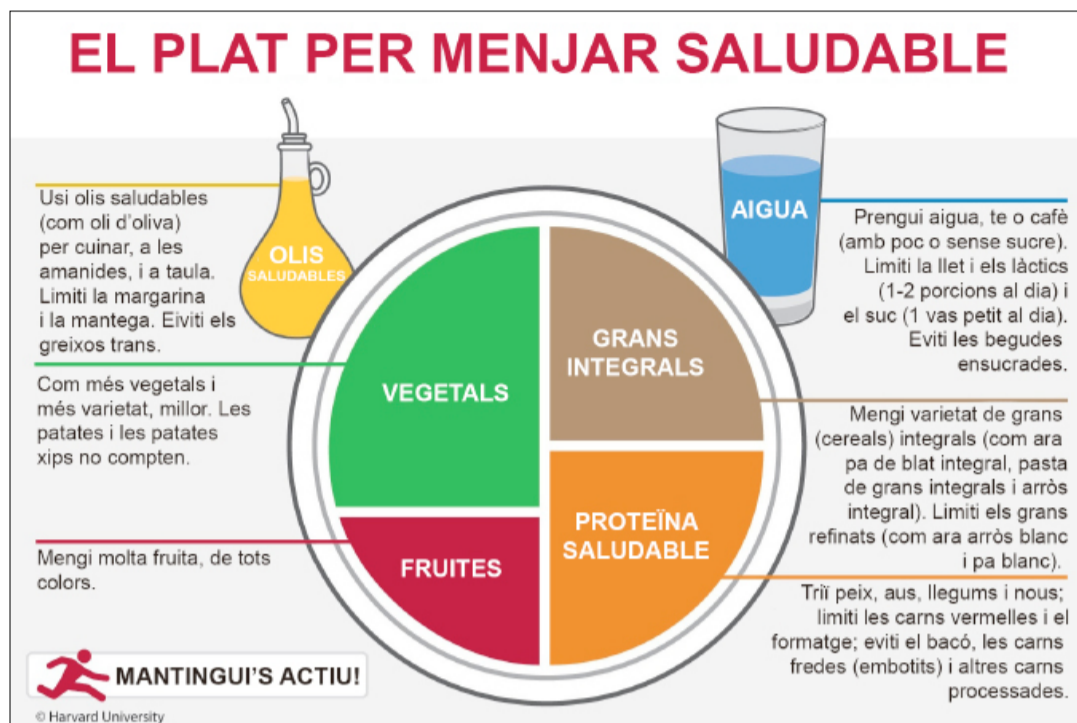 EL PLAT PER MENJAR SALUDABLE
Usi olis saludables
(com oli d'oliva)
per cuinar, a les
amanides, i a taula.
Limiti la margarina
i la mantega. Eiviti els
greixos trans.
OLIS
SALUDABLES
Com més vegetals i
més varietat, millor. Les
patates i les patates
xips no compten.
Mengi molta fruita, de tots
colors.
VEGETALS
FRUITES
GRANS
INTEGRALS
PROTEÏNA
SALUDABLE
AIGUA
Prengui aigua, te o cafè
(amb poc o sense sucre).
Limiti la llet i els làctics
(1-2 porcions al dia) i
el suc (1 vas petit al dia).
Eviti les begudes
ensucrades.
Mengi varietat de grans
(cereals) integrals (com ara
pa de blat integral, pasta
de grans integrals i arròs
integral). Limiti els grans
refinats (com ara arròs blanc
i pa blanc).
Triï peix, aus, llegums i nous;
limiti les carns vermelles i el
formatge; eviti el bacó, les carns
fredes (embotits) i altres carns
processades.
MANTINGUI'S ACTIU!
© Harvard University